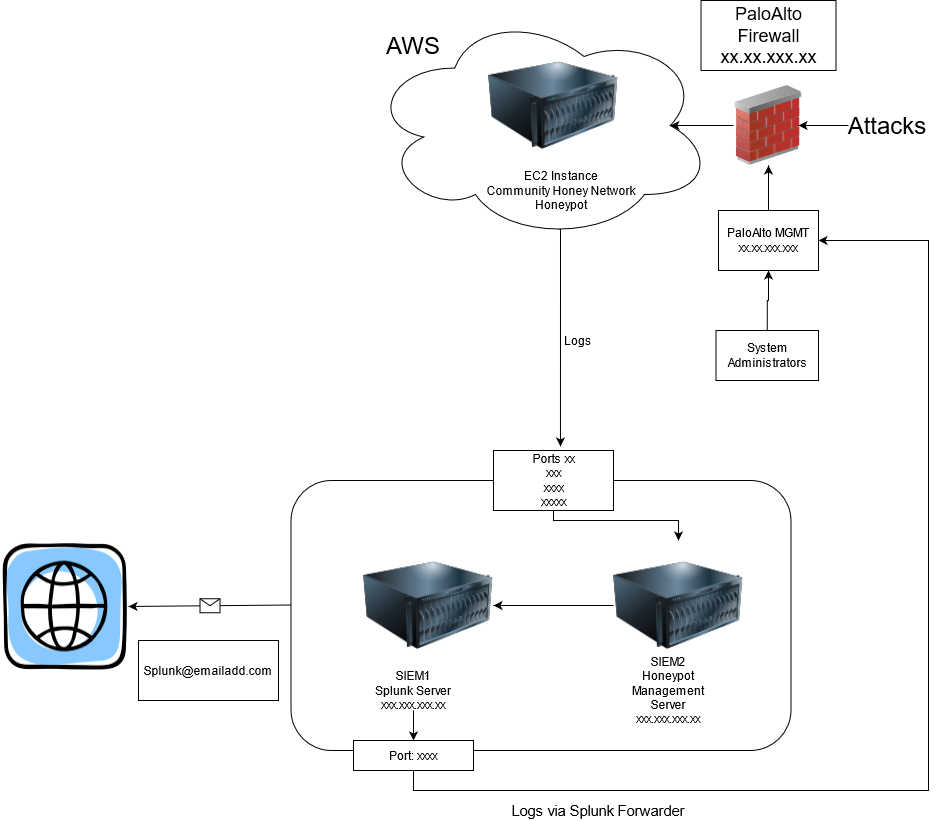 AWS
PaloAlto
Firewall
xx.xx.xxx.xx
Attacks
EC2 Instance
Community Honey Network
Honeypot
PaloAlto MGMT
xx.xx.xxx.xxx
System
Administrators
Logs
Ports xx
xxx
xxxx
xxxxx
Splunk@emailadd.com
SIEM1
Splunk Server
xxx.xxx.xxx.xx
SIEM2
Honeypot
Management
Server
xxx.xxx.xxx.xx
Port: xxxx
Logs via Splunk Forwarder